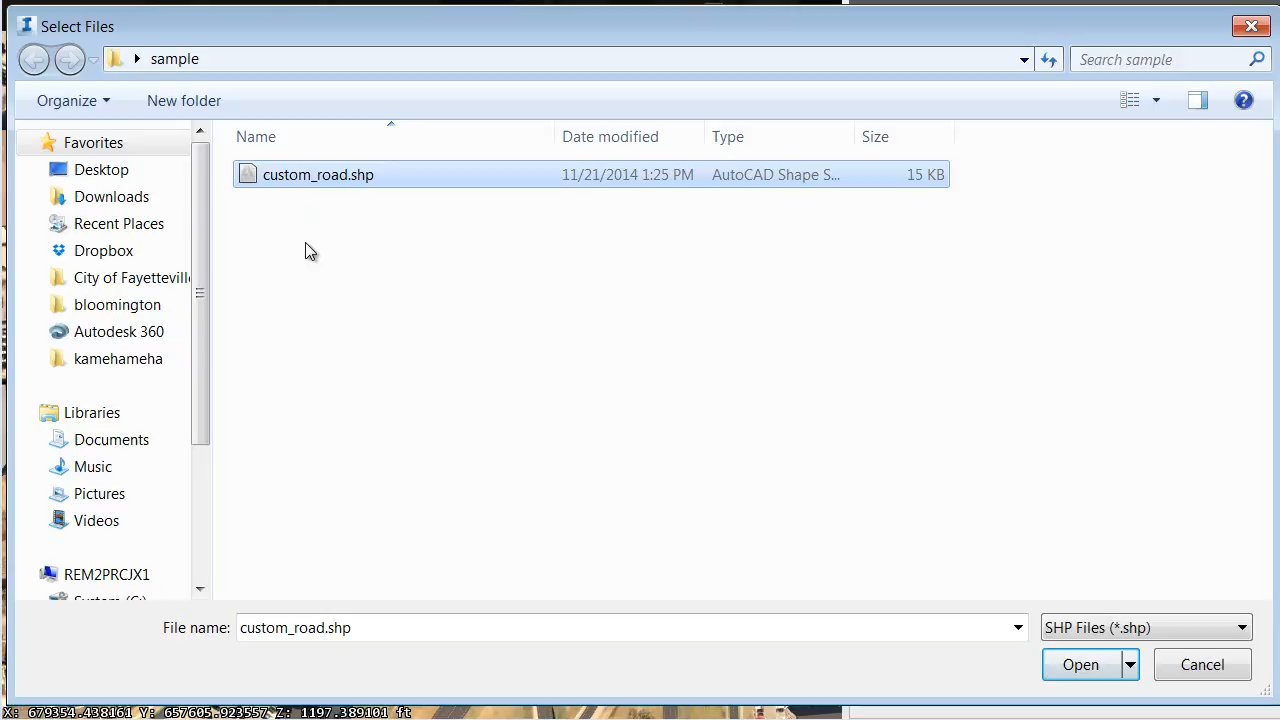 Select Files
sample
Search sample
Organize
New folder
Name
Date modified
Type
Size
custom_road.shp
11/21/2014 1:25 PM
AutoCAD Shape S...
15 KB
Favorites
Desktop
Downloads
Recent Places
Dropbox
City of Fayetteville
bloomington
Autodesk 360
kamehameha
Libraries
Documents
Music
Pictures
Videos
REM2PRCJX1
System (C:)
File name:
custom_road.shp
SHP Files (*.shp)
Open
Cancel
X: 679354.438161 Y: 657605.923557 Z: 1197.389101 ft